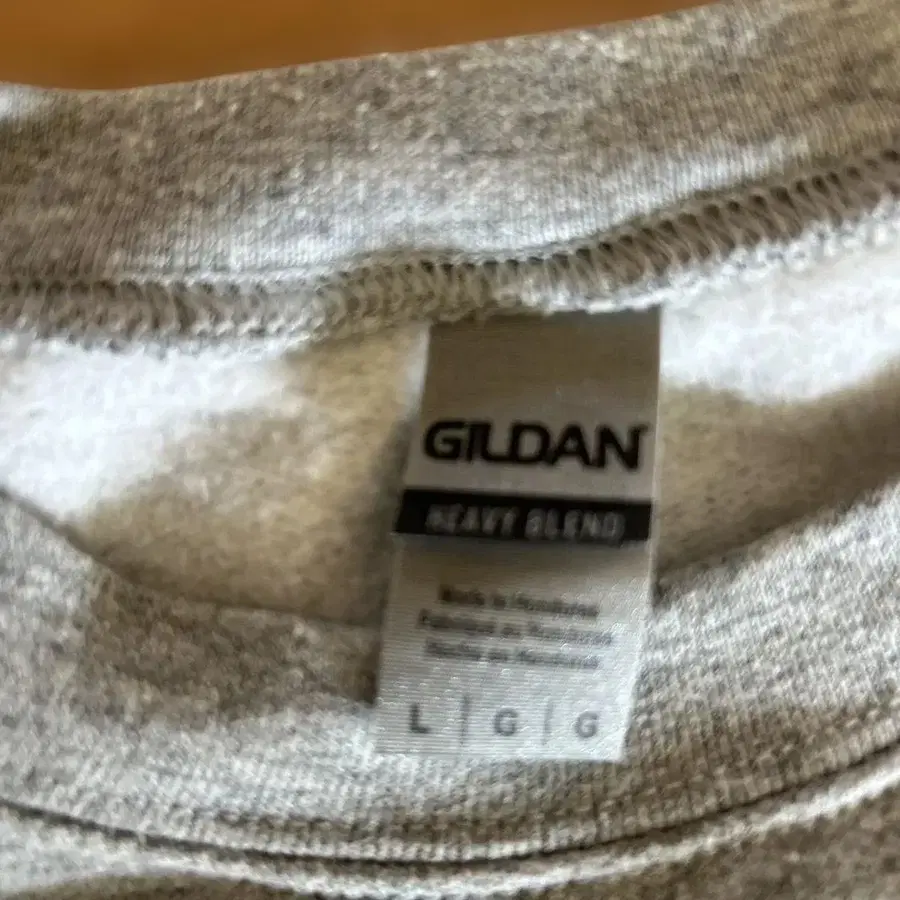 GILDAN
HEAVY BLEND
Made in Honduras
Fabriqué au Honduras
Hecho en Honduras
L | G | G